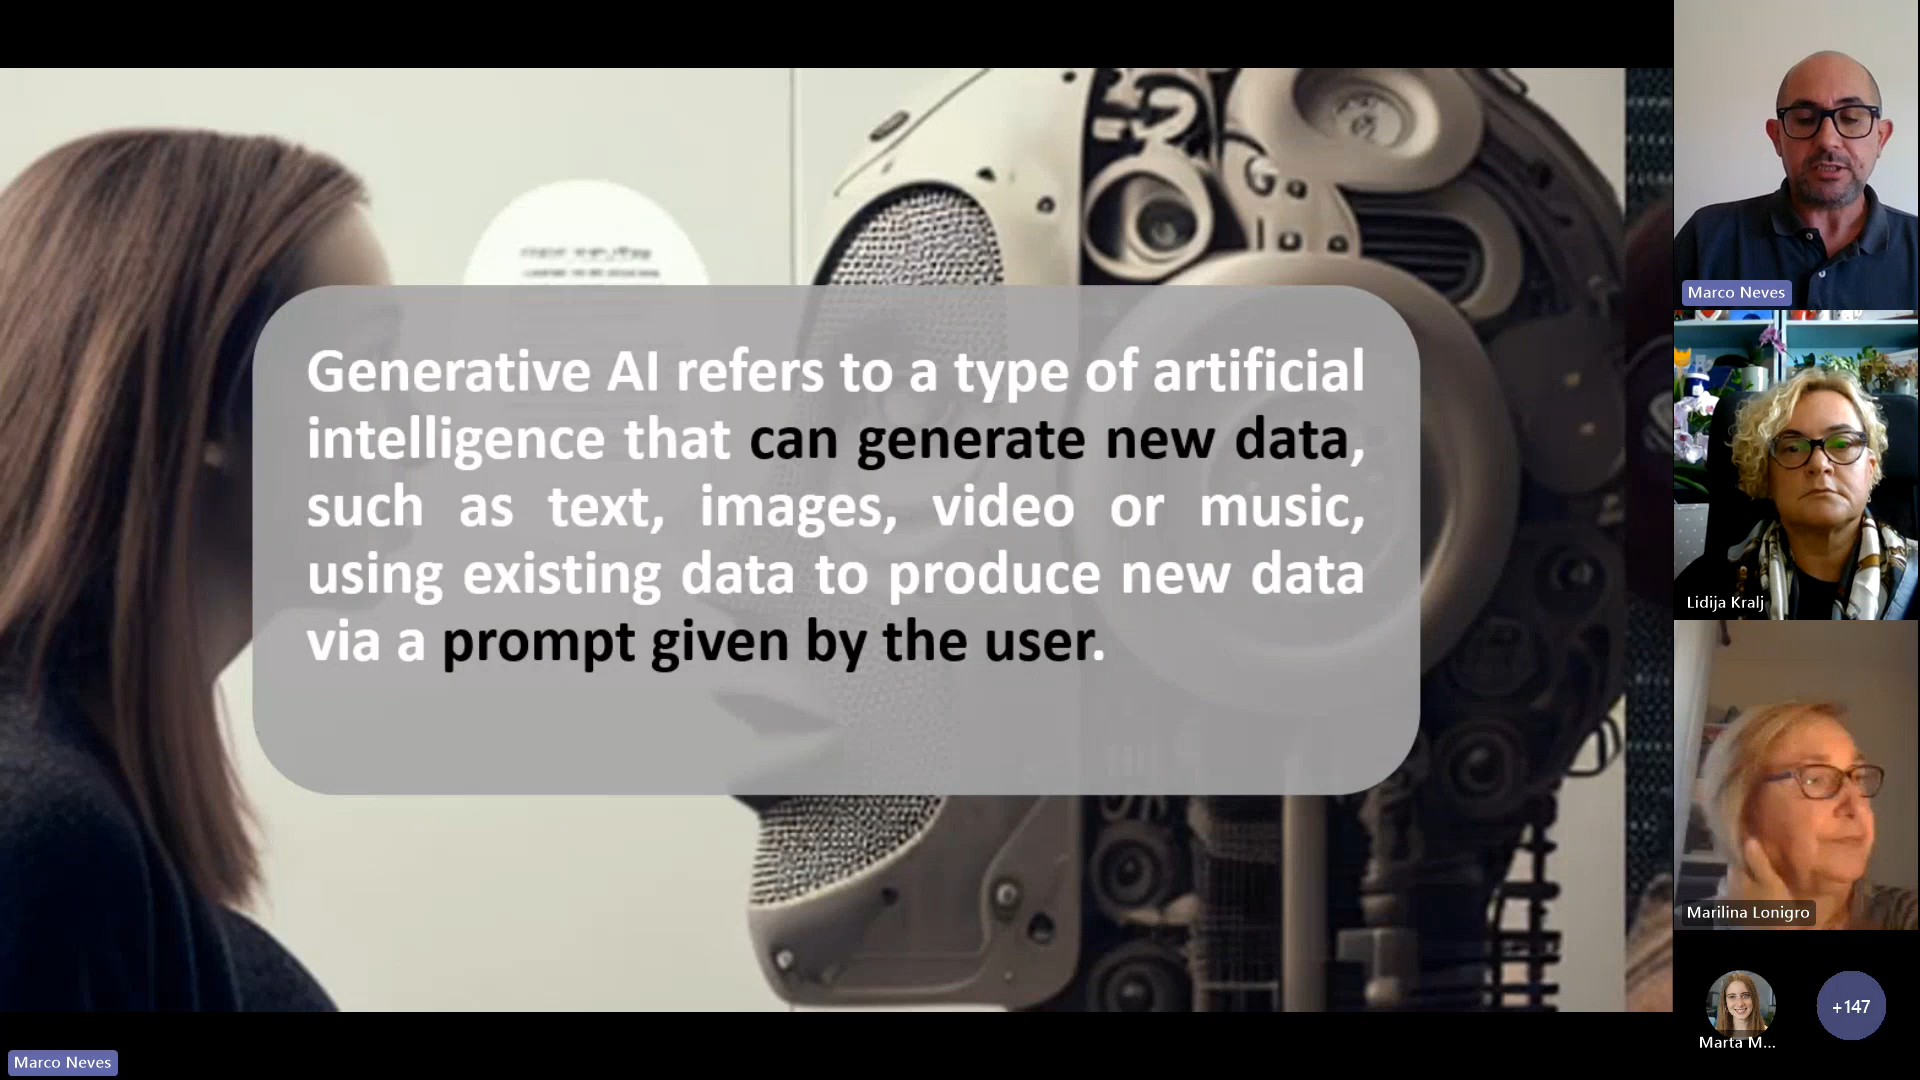 Generative AI refers to a type of artificial
intelligence that can generate new data,
such as text, images, video or music,
using existing data to produce new data
via a prompt given by the user.
Marco Neves
Lidija Kralj
Marilina Lonigro
Marta M...
+147
Marco Neves